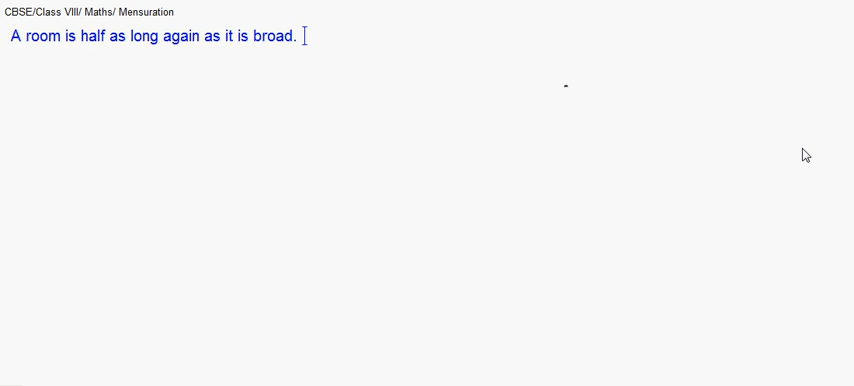 CBSE/Class VIII/ Maths/ Mensuration
A room is half as long again as it is broad.